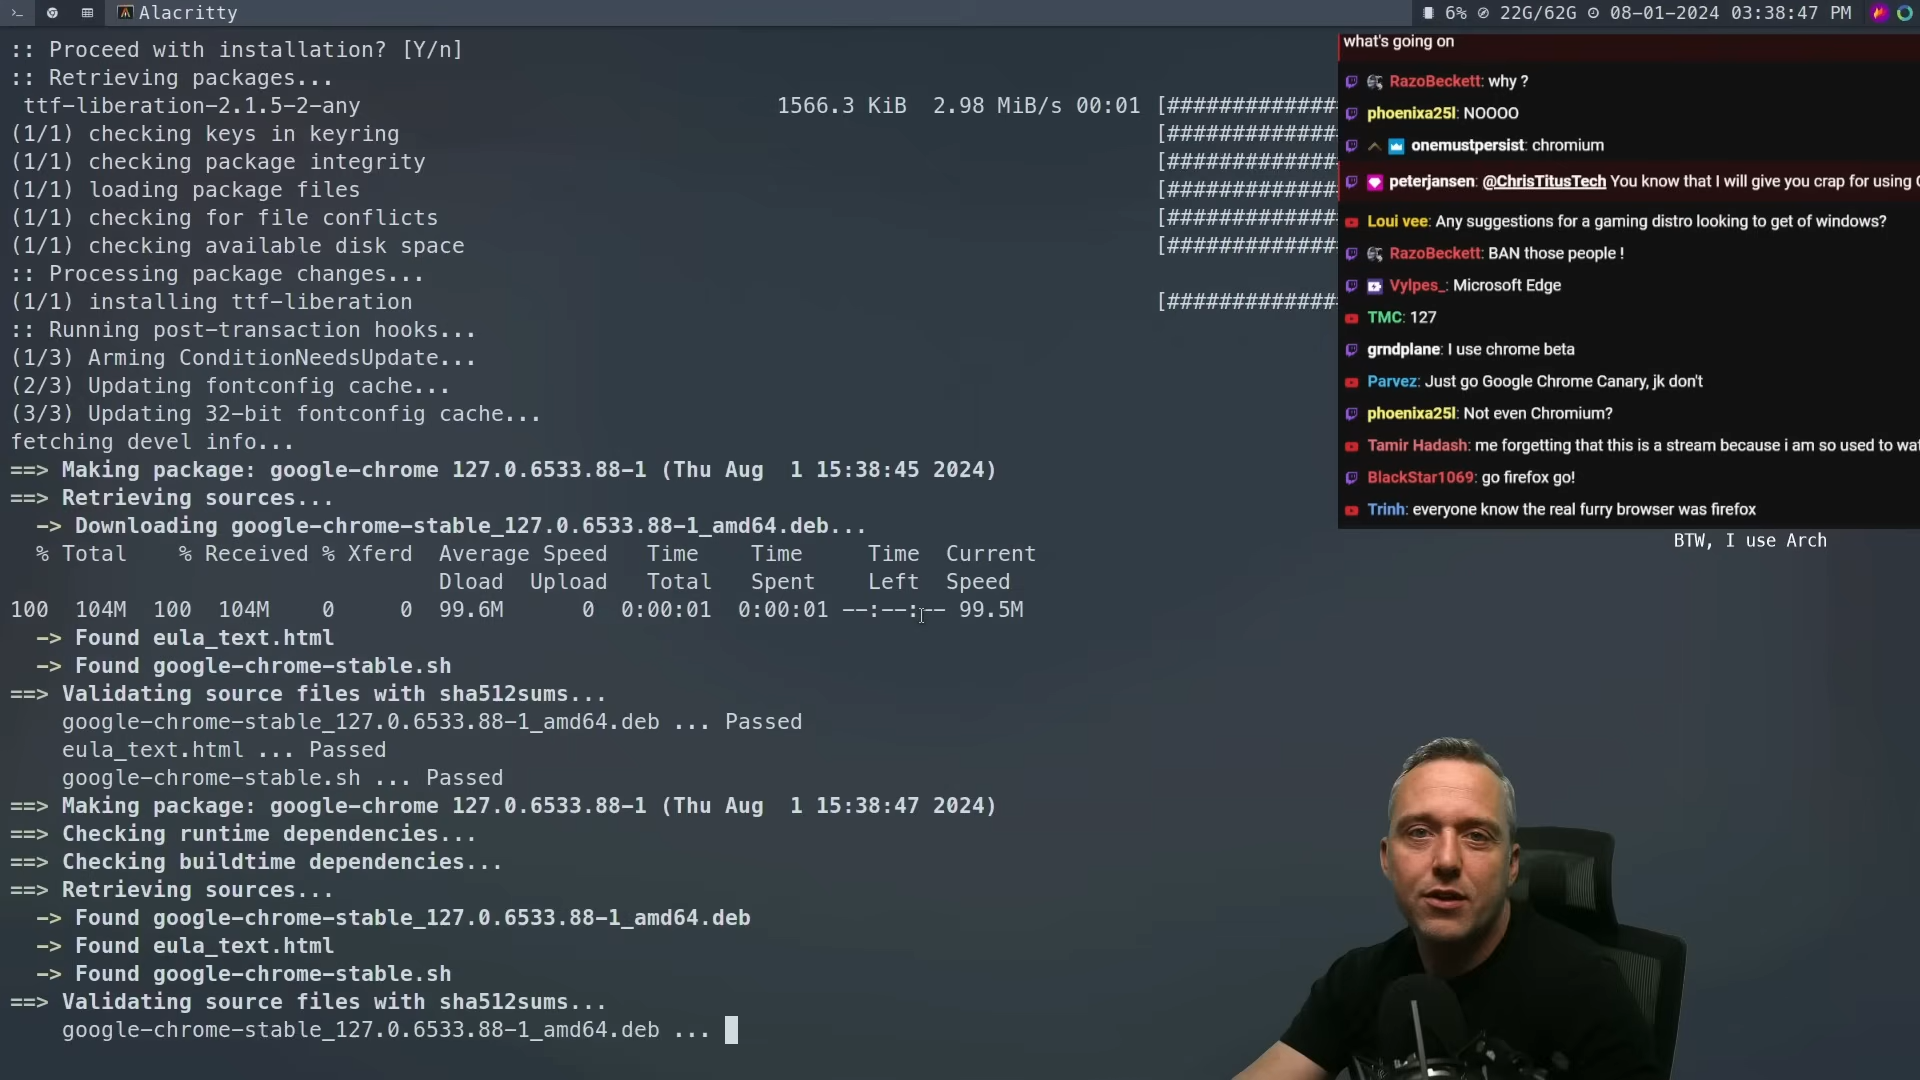 Alacritty
6% 22G/62G 08-01-2024 03:38:47 PM
:: Proceed with installation? [Y/n]
:: Retrieving packages...
ttf-liberation-2.1.5-2-any 1566.3 KiB 2.98 MiB/s 00:01 [#############
(1/1) checking keys in keyring [#############
(1/1) checking package integrity [#############
(1/1) loading package files [#############
(1/1) checking for file conflicts [#############
(1/1) checking available disk space [#############
:: Processing package changes...
(1/1) installing ttf-liberation [#############
:: Running post-transaction hooks...
(1/3) Arming ConditionNeedsUpdate...
(2/3) Updating fontconfig cache...
(3/3) Updating 32-bit fontconfig cache...
fetching devel info...
==> Making package: google-chrome 127.0.6533.88-1 (Thu Aug  1 15:38:45 2024)
==> Retrieving sources...
-> Downloading google-chrome-stable_127.0.6533.88-1_amd64.deb...
% Total % Received % Xferd Average Speed Time Time Time Current
Dload Upload Total Spent Left Speed
100 104M 100 104M 0 0 99.6M 0 0:00:01 0:00:01 --:--:-- 99.5M
-> Found eula_text.html
-> Found google-chrome-stable.sh
==> Validating source files with sha512sums...
google-chrome-stable_127.0.6533.88-1_amd64.deb ... Passed
eula_text.html ... Passed
google-chrome-stable.sh ... Passed
==> Making package: google-chrome 127.0.6533.88-1 (Thu Aug  1 15:38:47 2024)
==> Checking runtime dependencies...
==> Checking buildtime dependencies...
==> Retrieving sources...
-> Found google-chrome-stable_127.0.6533.88-1_amd64.deb
-> Found eula_text.html
-> Found google-chrome-stable.sh
==> Validating source files with sha512sums...
google-chrome-stable_127.0.6533.88-1_amd64.deb ...
what's going on
RazoBeckett: why ?
phoenixa25l: NOOOO
onemustpersist: chromium
peterjansen: @ChrisTitusTech You know that I will give you crap for using
Loui vee: Any suggestions for a gaming distro looking to get of windows?
RazoBeckett: BAN those people !
Vylpes_: Microsoft Edge
TMC: 127
grndplane: I use chrome beta
Parvez: Just go Google Chrome Canary, jk don't
phoenixa25l: Not even Chromium?
Tamir Hadash: me forgetting that this is a stream because i am so used to wat
BlackStar1069: go firefox go!
Trinh: everyone know the real furry browser was firefox
BTW, I use Arch